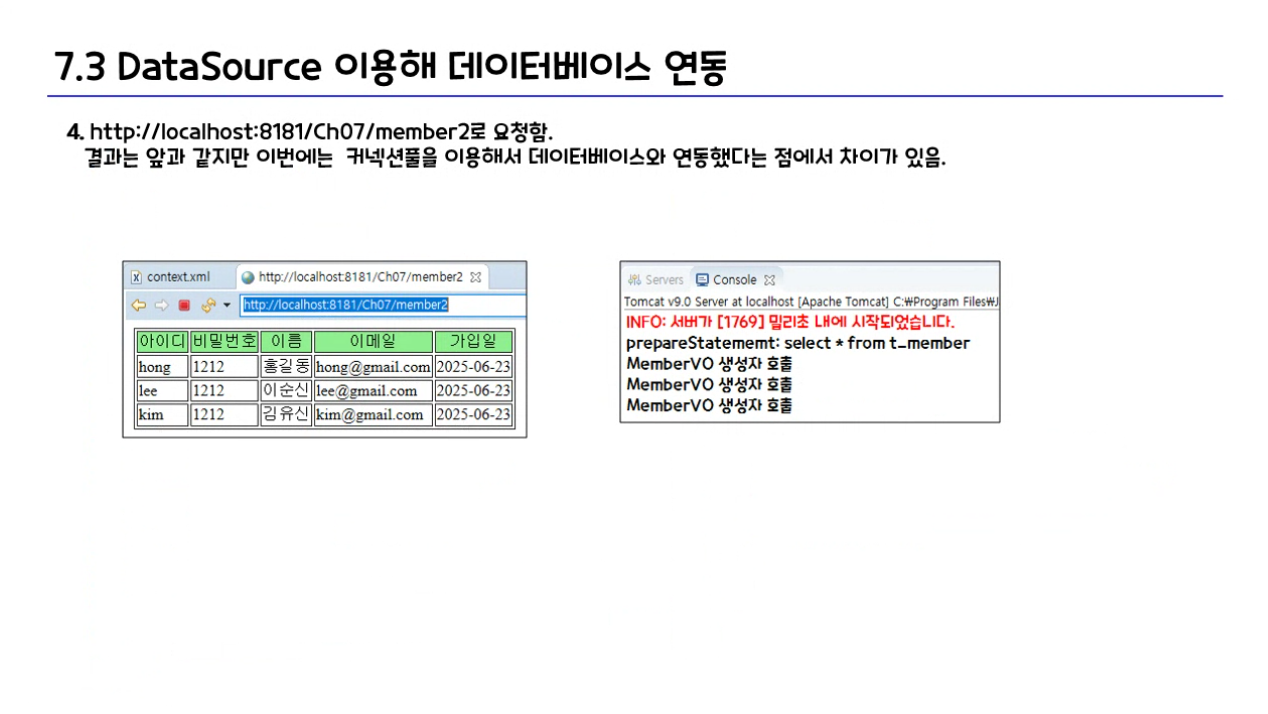 7.3 DataSource 이용해 데이터베이스 연동
4. http://localhost:8181/Ch07/member2로 요청함.
결과는 앞과 같지만 이번에는 커넥션풀을 이용해서 데이터베이스와 연동했다는 점에서 차이가 있음.
context.xml http://localhost:8181/Ch07/member2
http://localhost:8181/Ch07/member2
아이디 비밀번호 이름 이메일 가입일
hong 1212 홍길동 hong@gmail.com 2025-06-23
lee 1212 이순신 lee@gmail.com 2025-06-23
kim 1212 김유신 kim@gmail.com 2025-06-23
Servers Console
Tomcat v9.0 Server at localhost [Apache Tomcat] C:₩Program Files₩J
INFO: 서버가 [1769] 밀리초 내에 시작되었습니다.
prepareStatememt: select * from t_member
MemberVO 생성자 호출
MemberVO 생성자 호출
MemberVO 생성자 호출